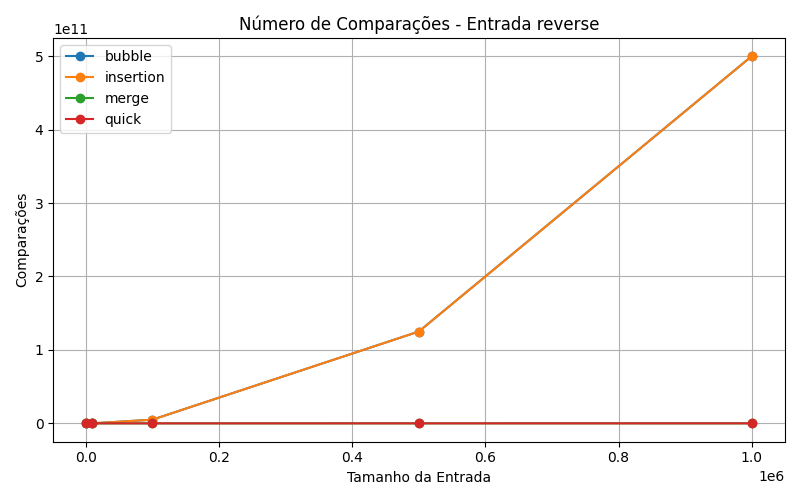 Número de Comparações - Entrada reverse
1e11
bubble
insertion
merge
quick
5
4
3
2
1
0
Comparações
0.0 0.2 0.4 0.6 0.8 1.0
1e6
Tamanho da Entrada